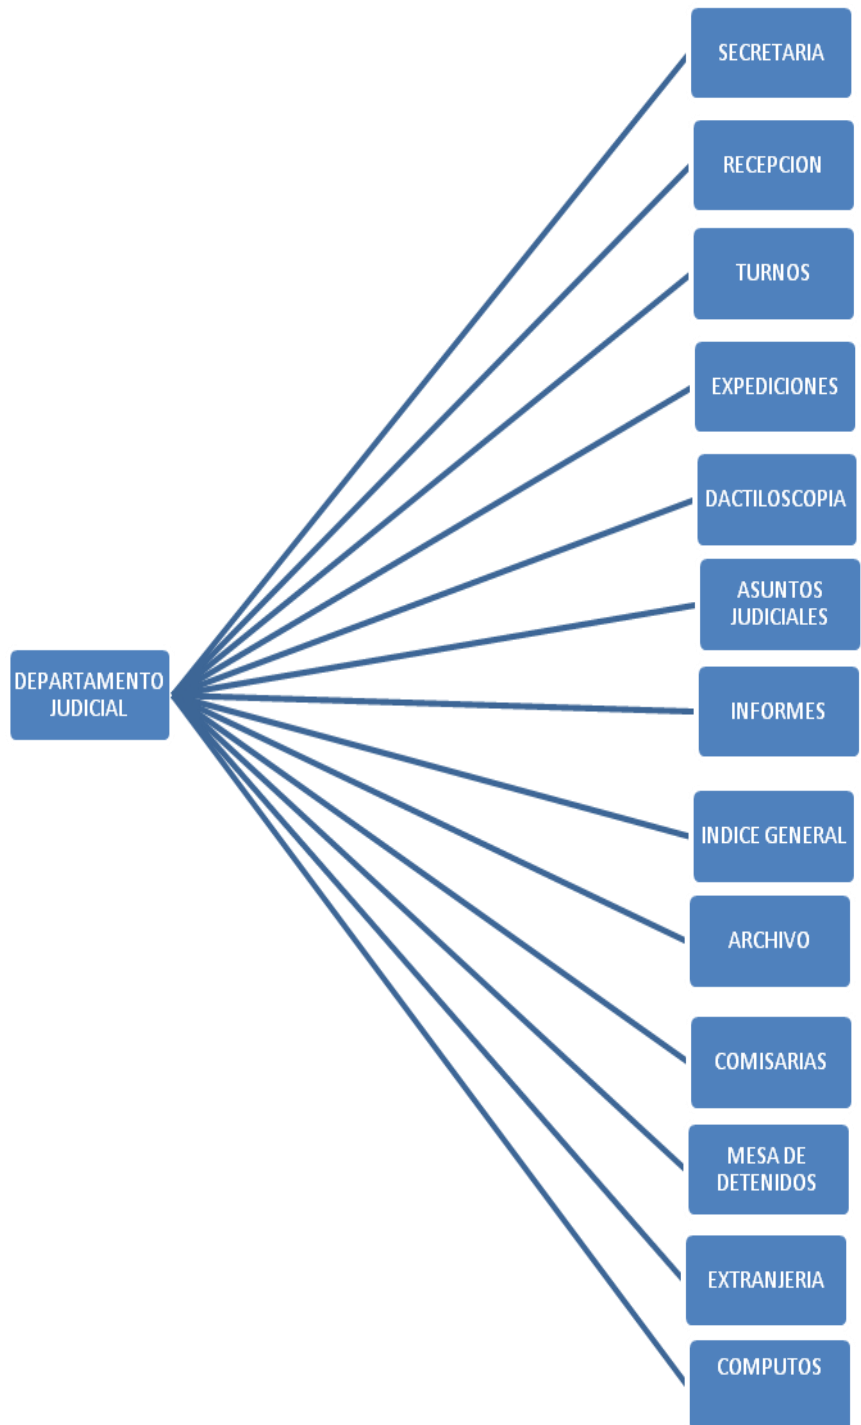 SECRETARIA
RECEPCION
TURNOS
EXPEDICIONES
DACTILOSCOPIA
ASUNTOS
JUDICIALES
DEPARTAMENTO
JUDICIAL
INFORMES
INDICE GENERAL
ARCHIVO
COMISARIAS
MESA DE
DETENIDOS
EXTRANJERIA
COMPUTOS